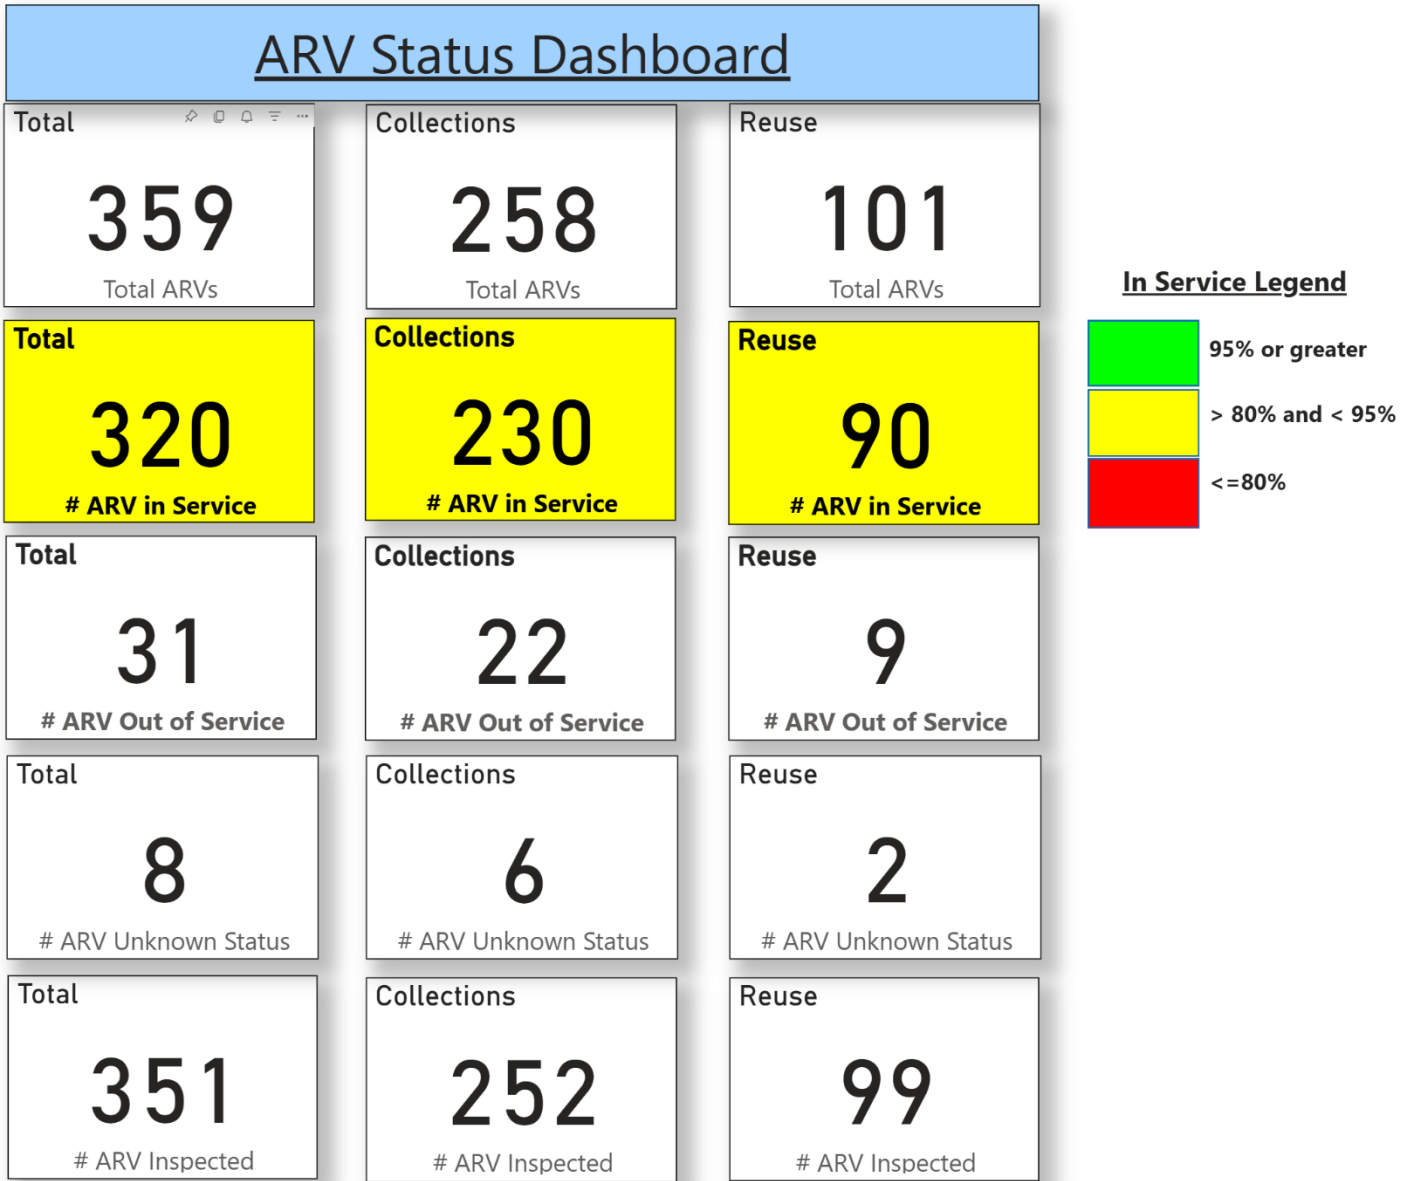 ARV Status Dashboard
Total
359
Total ARVs
Collections
258
Total ARVs
Reuse
101
Total ARVs
In Service Legend
95% or greater
> 80% and < 95%
<=80%
Total
320
# ARV in Service
Collections
230
# ARV in Service
Reuse
90
# ARV in Service
Total
31
# ARV Out of Service
Collections
22
# ARV Out of Service
Reuse
9
# ARV Out of Service
Total
8
# ARV Unknown Status
Collections
6
# ARV Unknown Status
Reuse
2
# ARV Unknown Status
Total
351
# ARV Inspected
Collections
252
# ARV Inspected
Reuse
99
# ARV Inspected